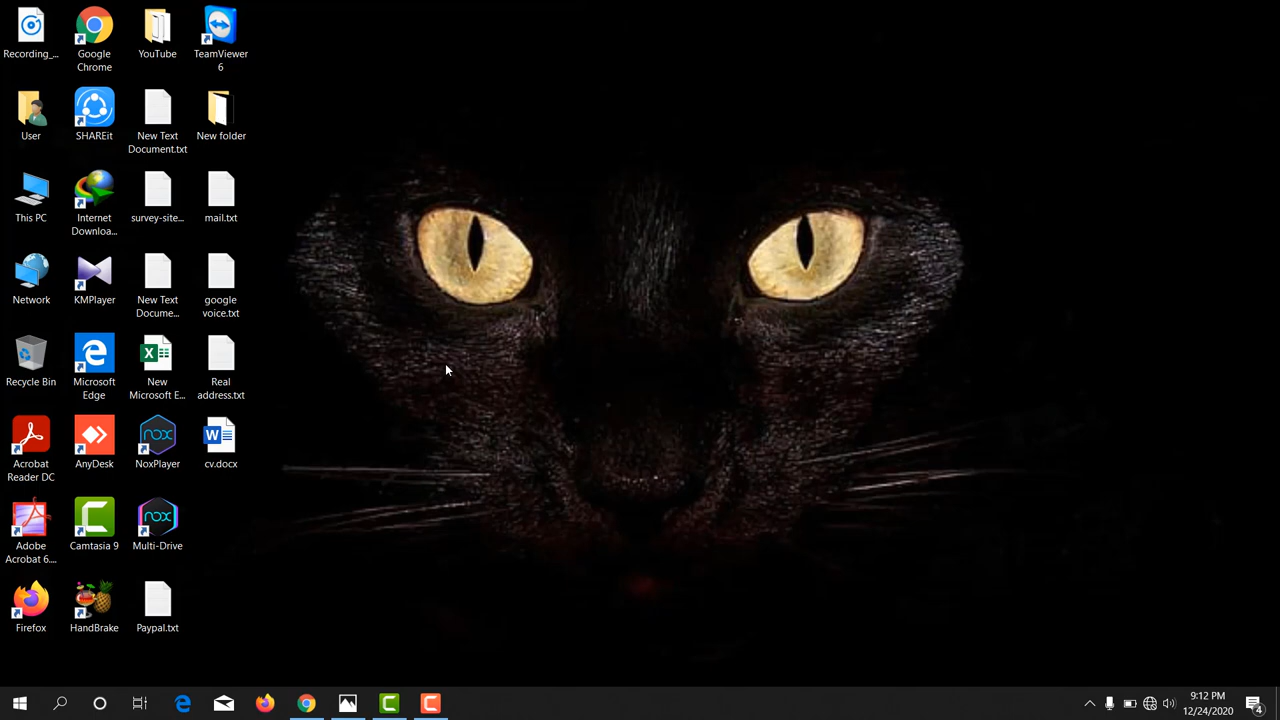 Recording_...
Google
Chrome
YouTube
TeamViewer
6
User
SHAREit
New Text
Document.txt
New folder
This PC
Internet
Downloa...
survey-site...
mail.txt
Network
KMPlayer
New Text
Docume...
google
voice.txt
Recycle Bin
Microsoft
Edge
New
Microsoft E...
Real
address.txt
Acrobat
Reader DC
AnyDesk
nox
NoxPlayer
cv.docx
Adobe
Acrobat 6....
Camtasia 9
nox
Multi-Drive
Firefox
HandBrake
Paypal.txt
9:12 PM
12/24/2020
4